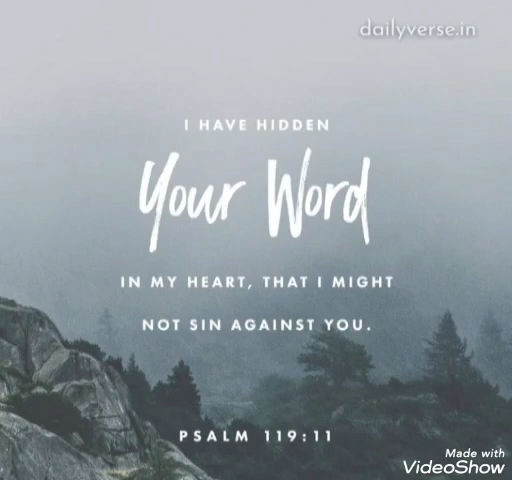 dailyverse.in
I HAVE HIDDEN
Your Word
IN MY HEART, THAT I MIGHT
NOT SIN AGAINST YOU.
PSALM 119:11
Made with
VideoShow